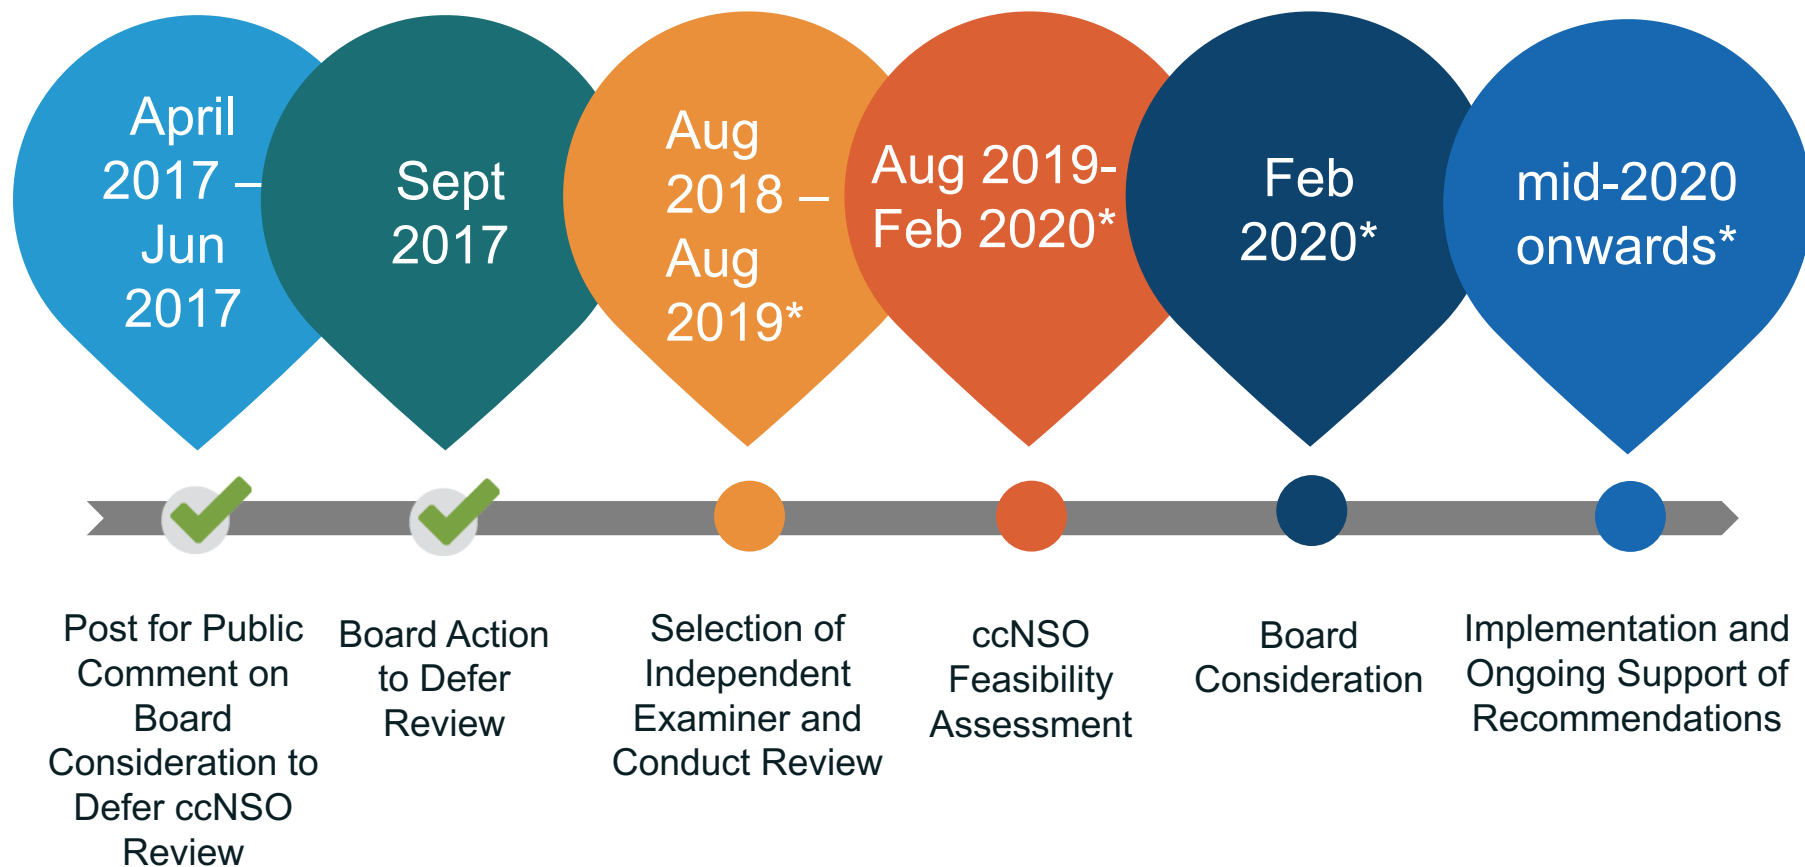 April
2017 –
Jun
2017
Sept
2017
Aug
2018 –
Aug
2019*
Aug 2019-
Feb 2020*
Feb
2020*
mid-2020
onwards*
Post for Public
Comment on
Board
Consideration to
Defer ccNSO
Review
Board Action
to Defer
Review
Selection of
Independent
Examiner and
Conduct Review
ccNSO
Feasibility
Assessment
Board
Consideration
Implementation and
Ongoing Support of
Recommendations